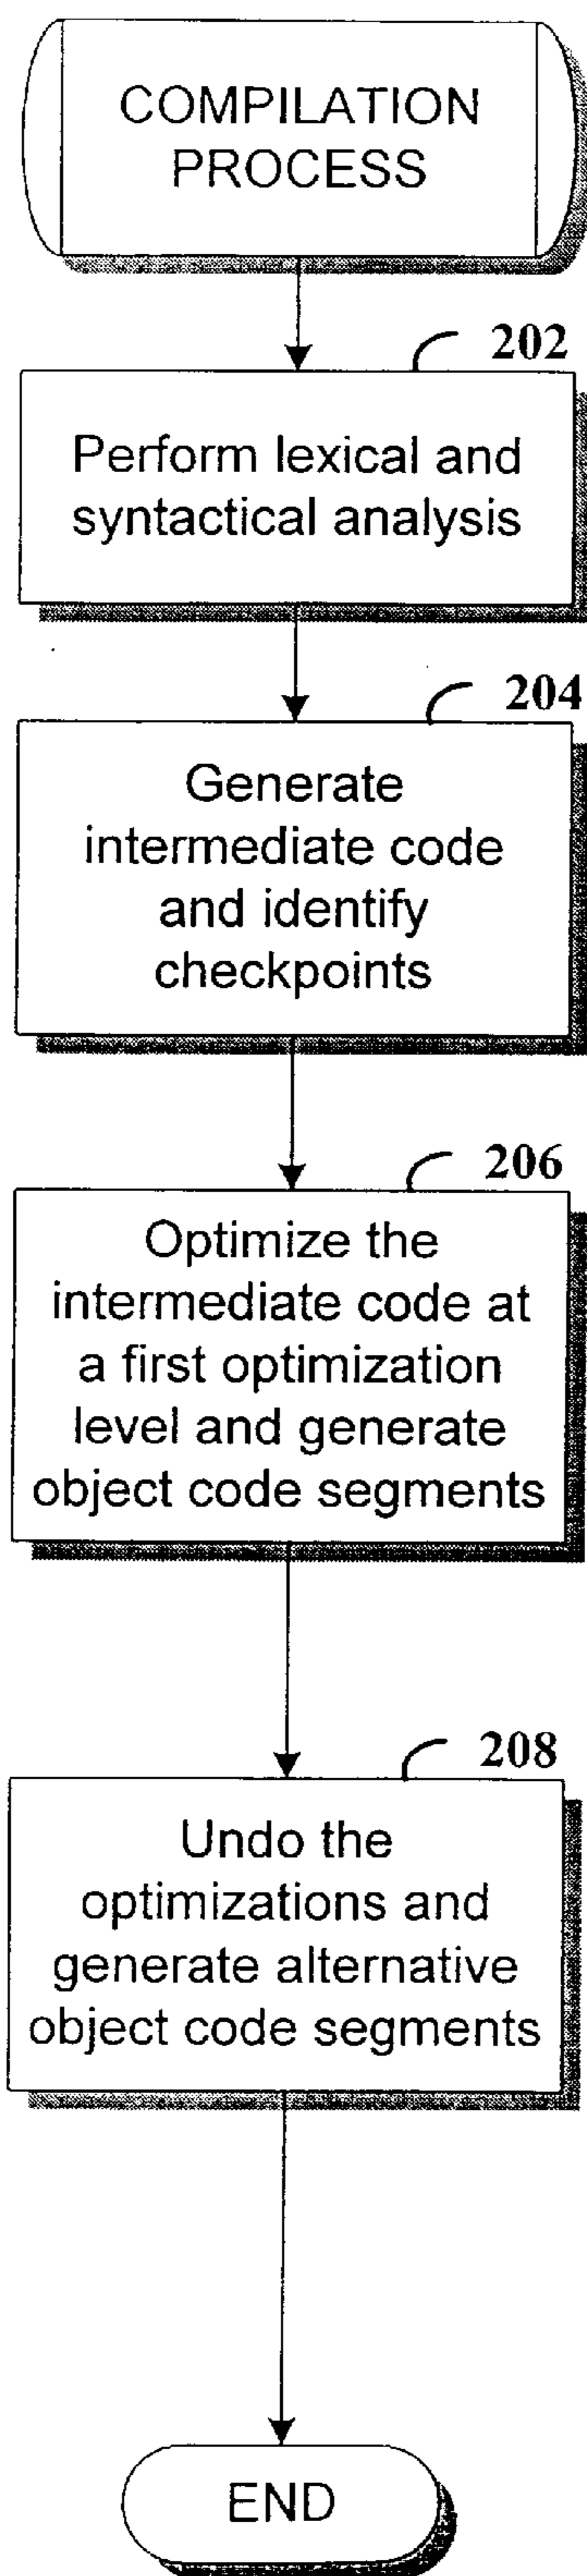 COMPILATION
PROCESS
202
Perform lexical and
syntactical analysis
204
Generate
intermediate code
and identify
checkpoints
206
Optimize the
intermediate code at
a first optimization
level and generate
object code segments
208
Undo the
optimizations and
generate alternative
object code segments
END